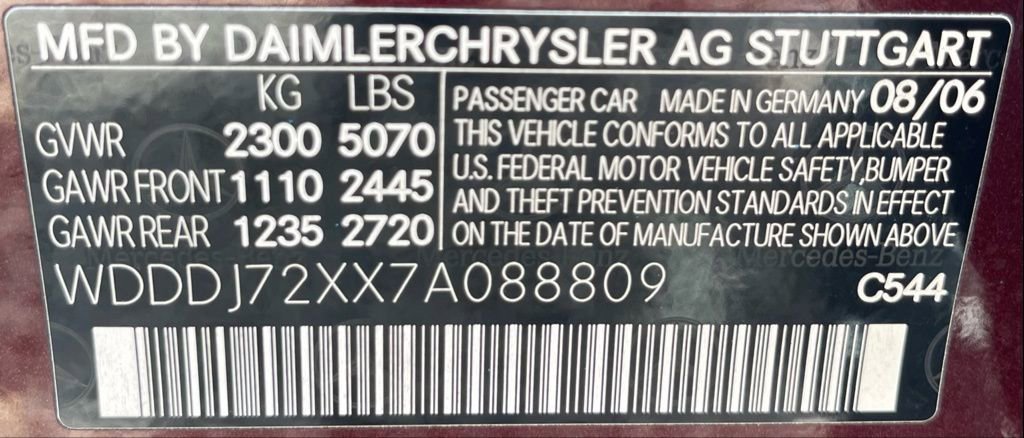 MFD BY DAIMLERCHRYSLER AG STUTTGART
KG LBS
GVWR 2300 5070
GAWR FRONT 1110 2445
GAWR REAR 1235 2720
PASSENGER CAR MADE IN GERMANY 08/06
THIS VEHICLE CONFORMS TO ALL APPLICABLE
U.S. FEDERAL MOTOR VEHICLE SAFETY,BUMPER
AND THEFT PREVENTION STANDARDS IN EFFECT
ON THE DATE OF MANUFACTURE SHOWN ABOVE
Mercedes-Benz
WDDDJ72XX7A088809
C544